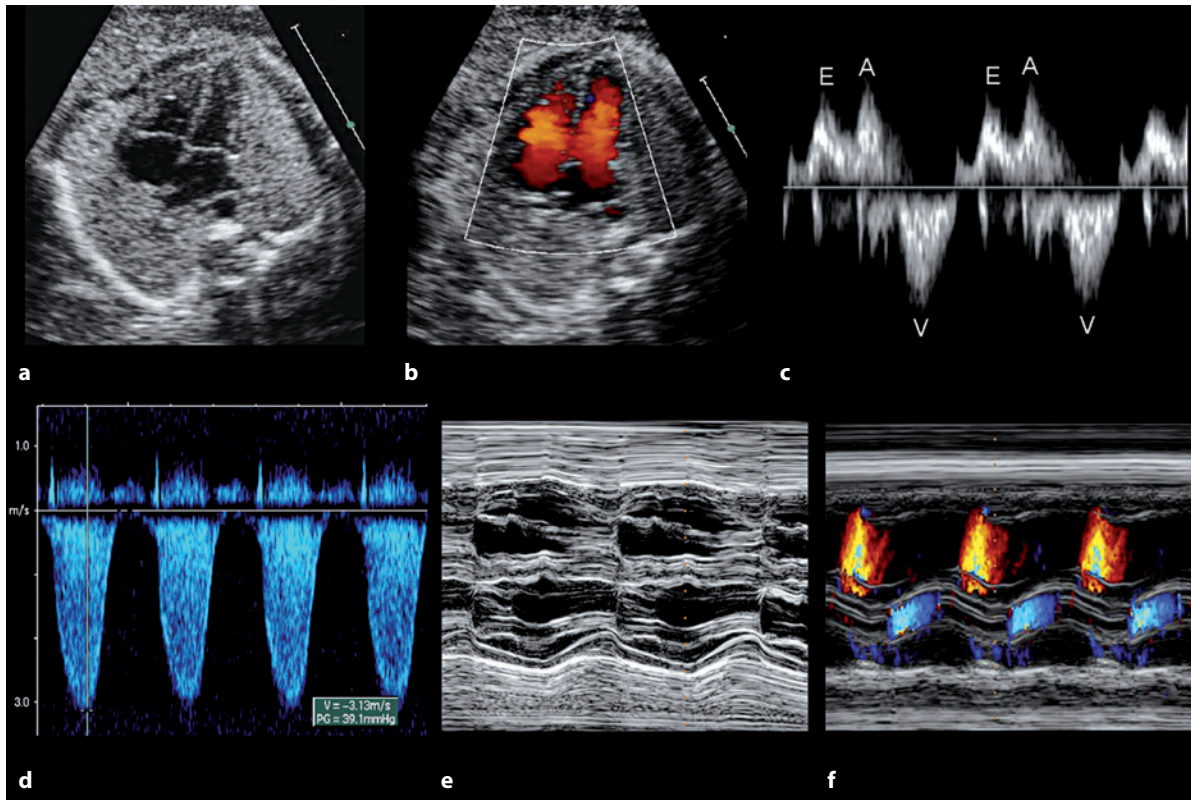 E A E A
V V
a b c
1.0
m/s
3.0
V = -3.13m/s
PG = 39.1mmHg
d e f